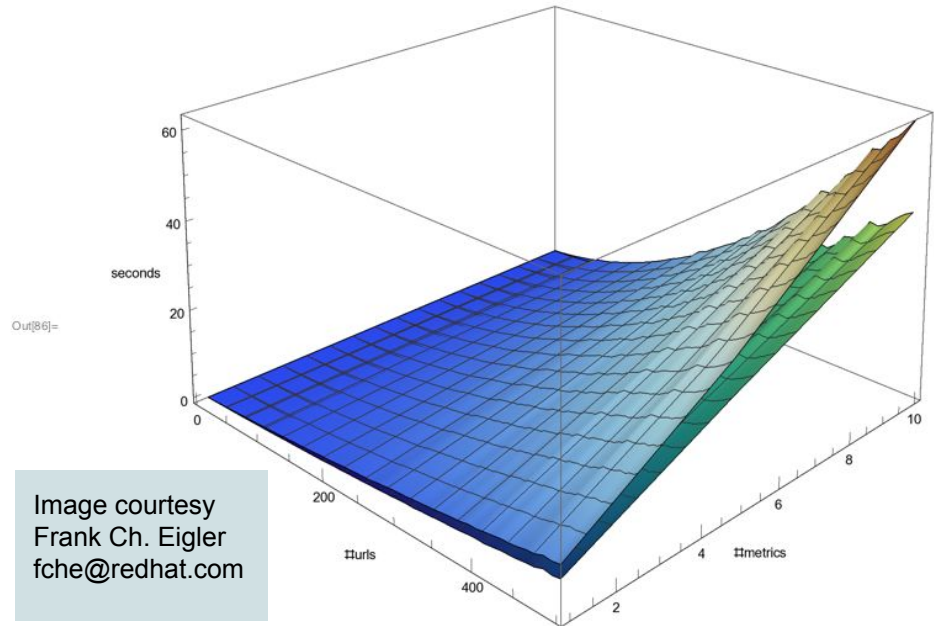 60
40
seconds
20
Out[86]=
0
0
10
8
200
6
Image courtesy
Frank Ch. Eigler
fche@redhat.com
#urls
4
#metrics
400
2